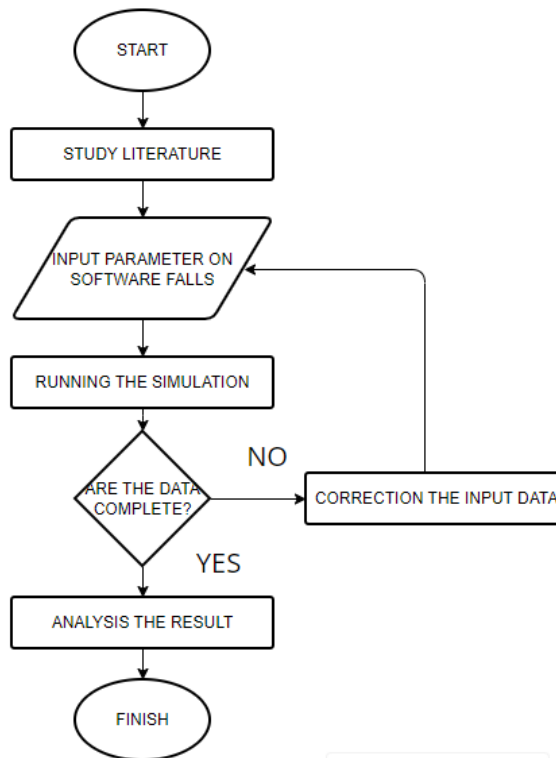 START
STUDY LITERATURE
INPUT PARAMETER ON
SOFTWARE FALLS
RUNNING THE SIMULATION
ARE THE DATA
COMPLETE?
NO
CORRECTION THE INPUT DATA
YES
ANALYSIS THE RESULT
FINISH